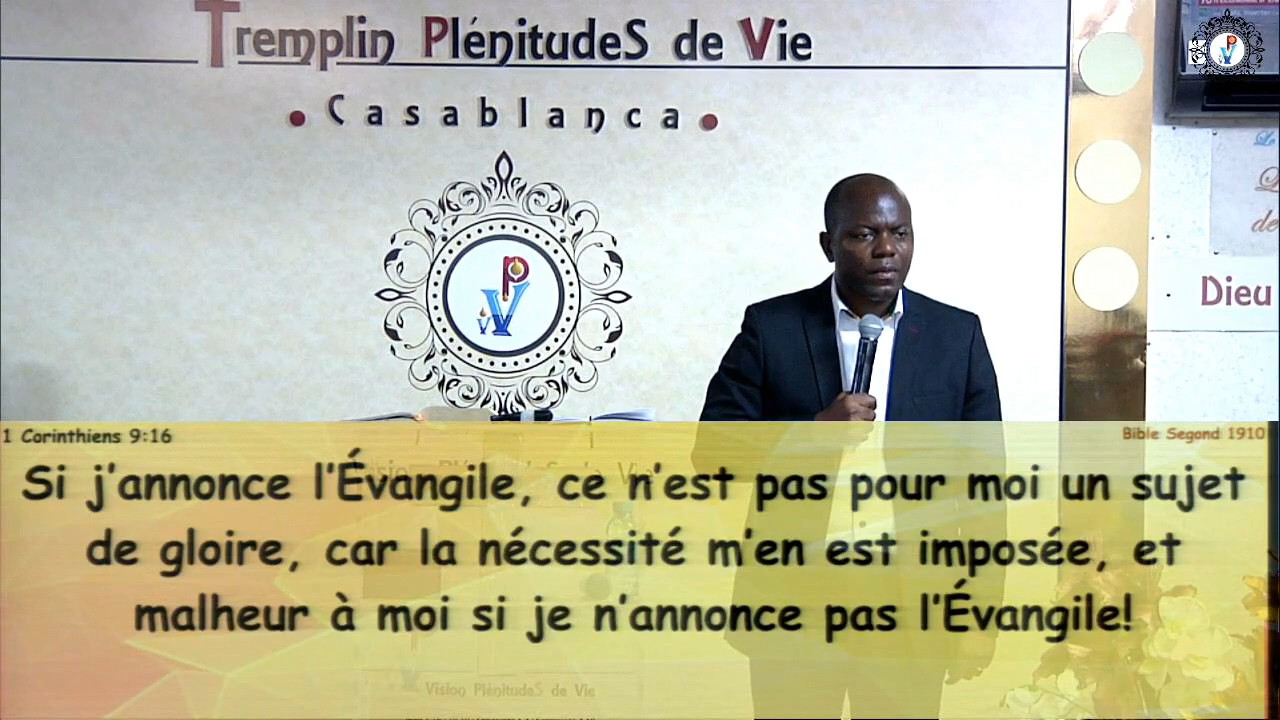 Tremplin PlénitudeS de Vie
Casablanca
Dieu
1 Corinthiens 9:16
Bible Segond 1910
Si j'annonce l'Évangile, ce n'est pas pour moi un sujet
de gloire, car la nécessité m'en est imposée, et
malheur à moi si je n'annonce pas l'Évangile!
Vision PlénitudeS de Vie